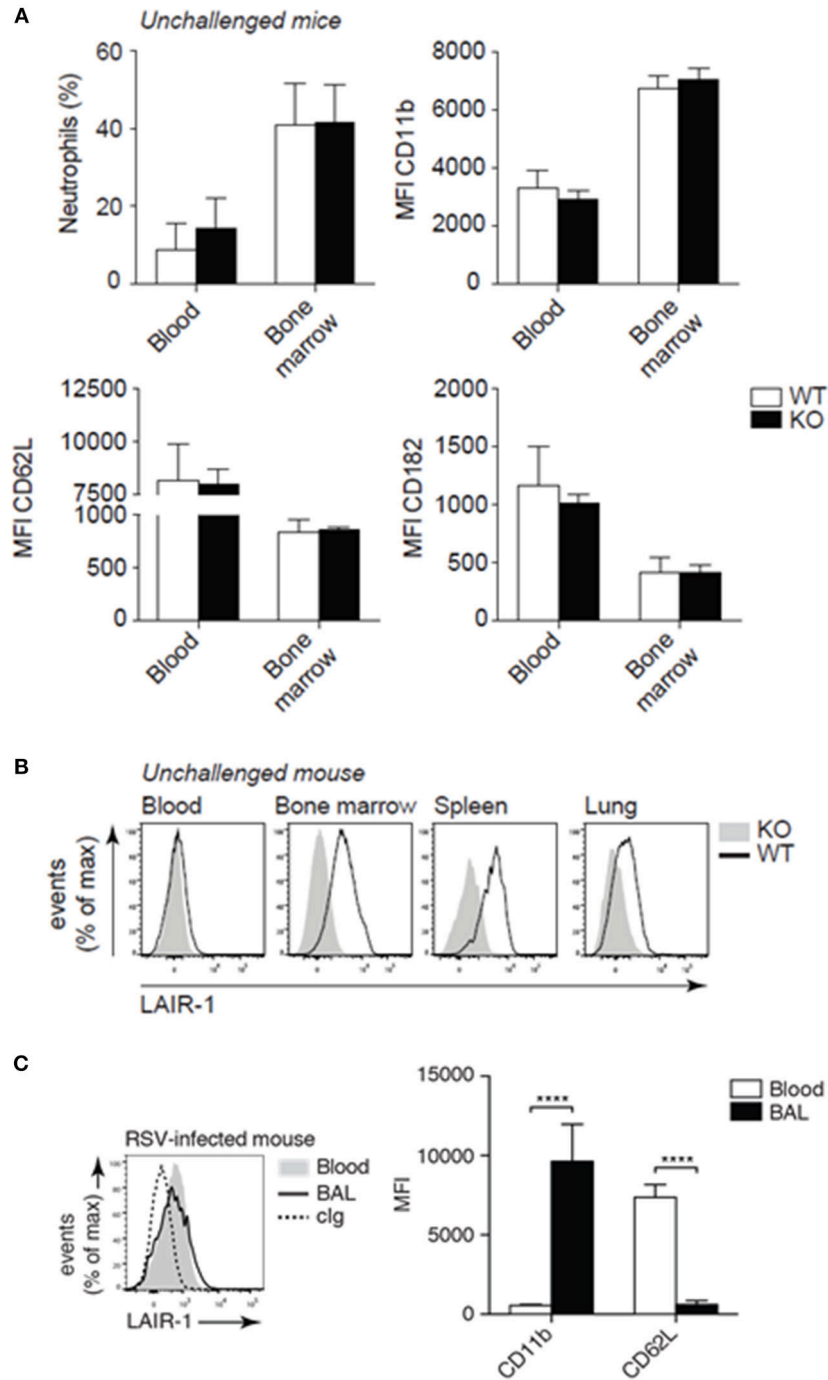 A
Unchallenged mice
Neutrophils (%)
60
40
20
0
Blood
Bone
marrow
MFI CD11b
8000
6000
4000
2000
0
Blood
Bone
marrow
MFI CD62L
12500
10000
7500
1000
500
0
Blood
Bone
marrow
MFI CD182
2000
1500
1000
500
0
Blood
Bone
marrow
WT
KO
B
Unchallenged mouse
Blood
Bone marrow
Spleen
Lung
events
(% of max)
KO
WT
LAIR-1
C
RSV-infected mouse
events
(% of max)
Blood
BAL
cIg
LAIR-1
MFI
15000
10000
5000
0
****
****
CD11b
CD62L
Blood
BAL